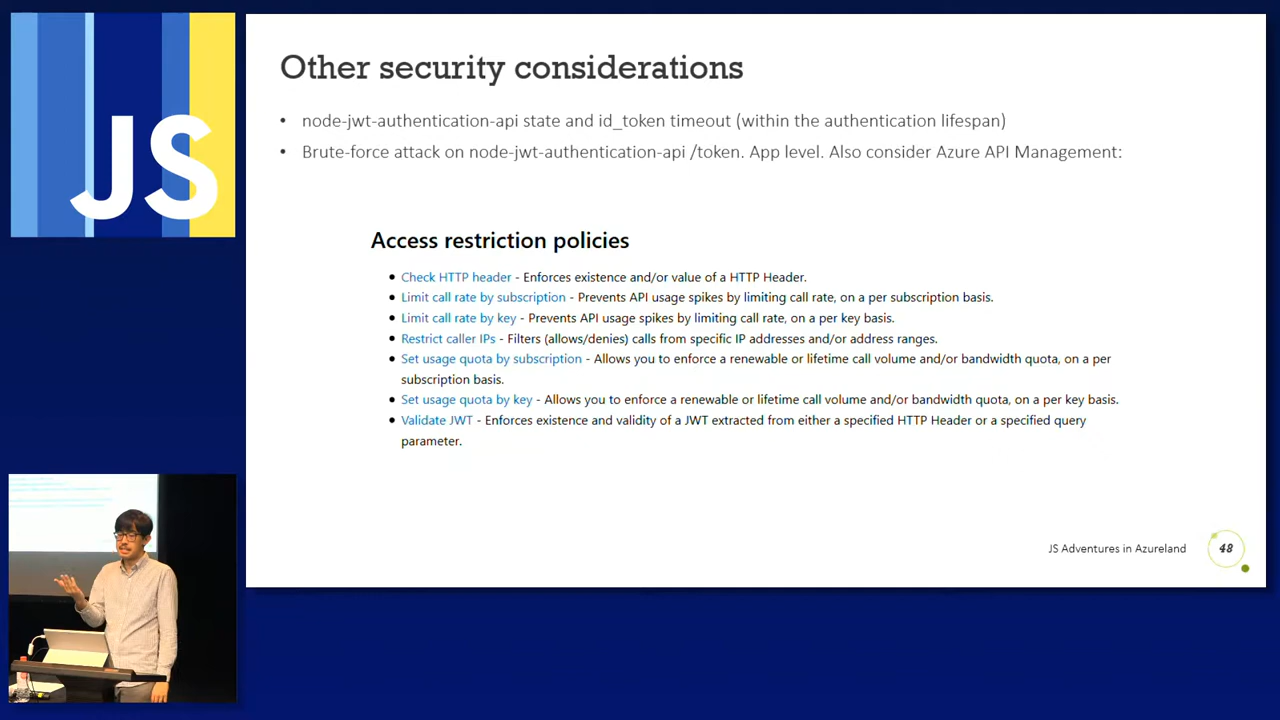 JS
Other security considerations
• node-jwt-authentication-api state and id_token timeout (within the authentication lifespan)
• Brute-force attack on node-jwt-authentication-api /token. App level. Also consider Azure API Management:
Access restriction policies
• Check HTTP header - Enforces existence and/or value of a HTTP Header.
• Limit call rate by subscription - Prevents API usage spikes by limiting call rate, on a per subscription basis.
• Limit call rate by key - Prevents API usage spikes by limiting call rate, on a per key basis.
• Restrict caller IPs - Filters (allows/denies) calls from specific IP addresses and/or address ranges.
• Set usage quota by subscription - Allows you to enforce a renewable or lifetime call volume and/or bandwidth quota, on a per
subscription basis.
• Set usage quota by key - Allows you to enforce a renewable or lifetime call volume and/or bandwidth quota, on a per key basis.
• Validate JWT - Enforces existence and validity of a JWT extracted from either a specified HTTP Header or a specified query
parameter.
JS Adventures in Azureland
48